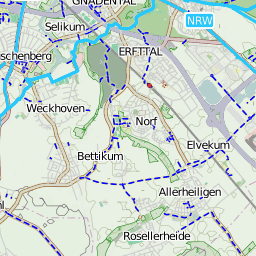 GNADENTAL
Selikum
NRW
ERFTTAL
schenberg
Weckhoven
Norf
Elvekum
Bettikum
Allerheiligen
Rosellerheide